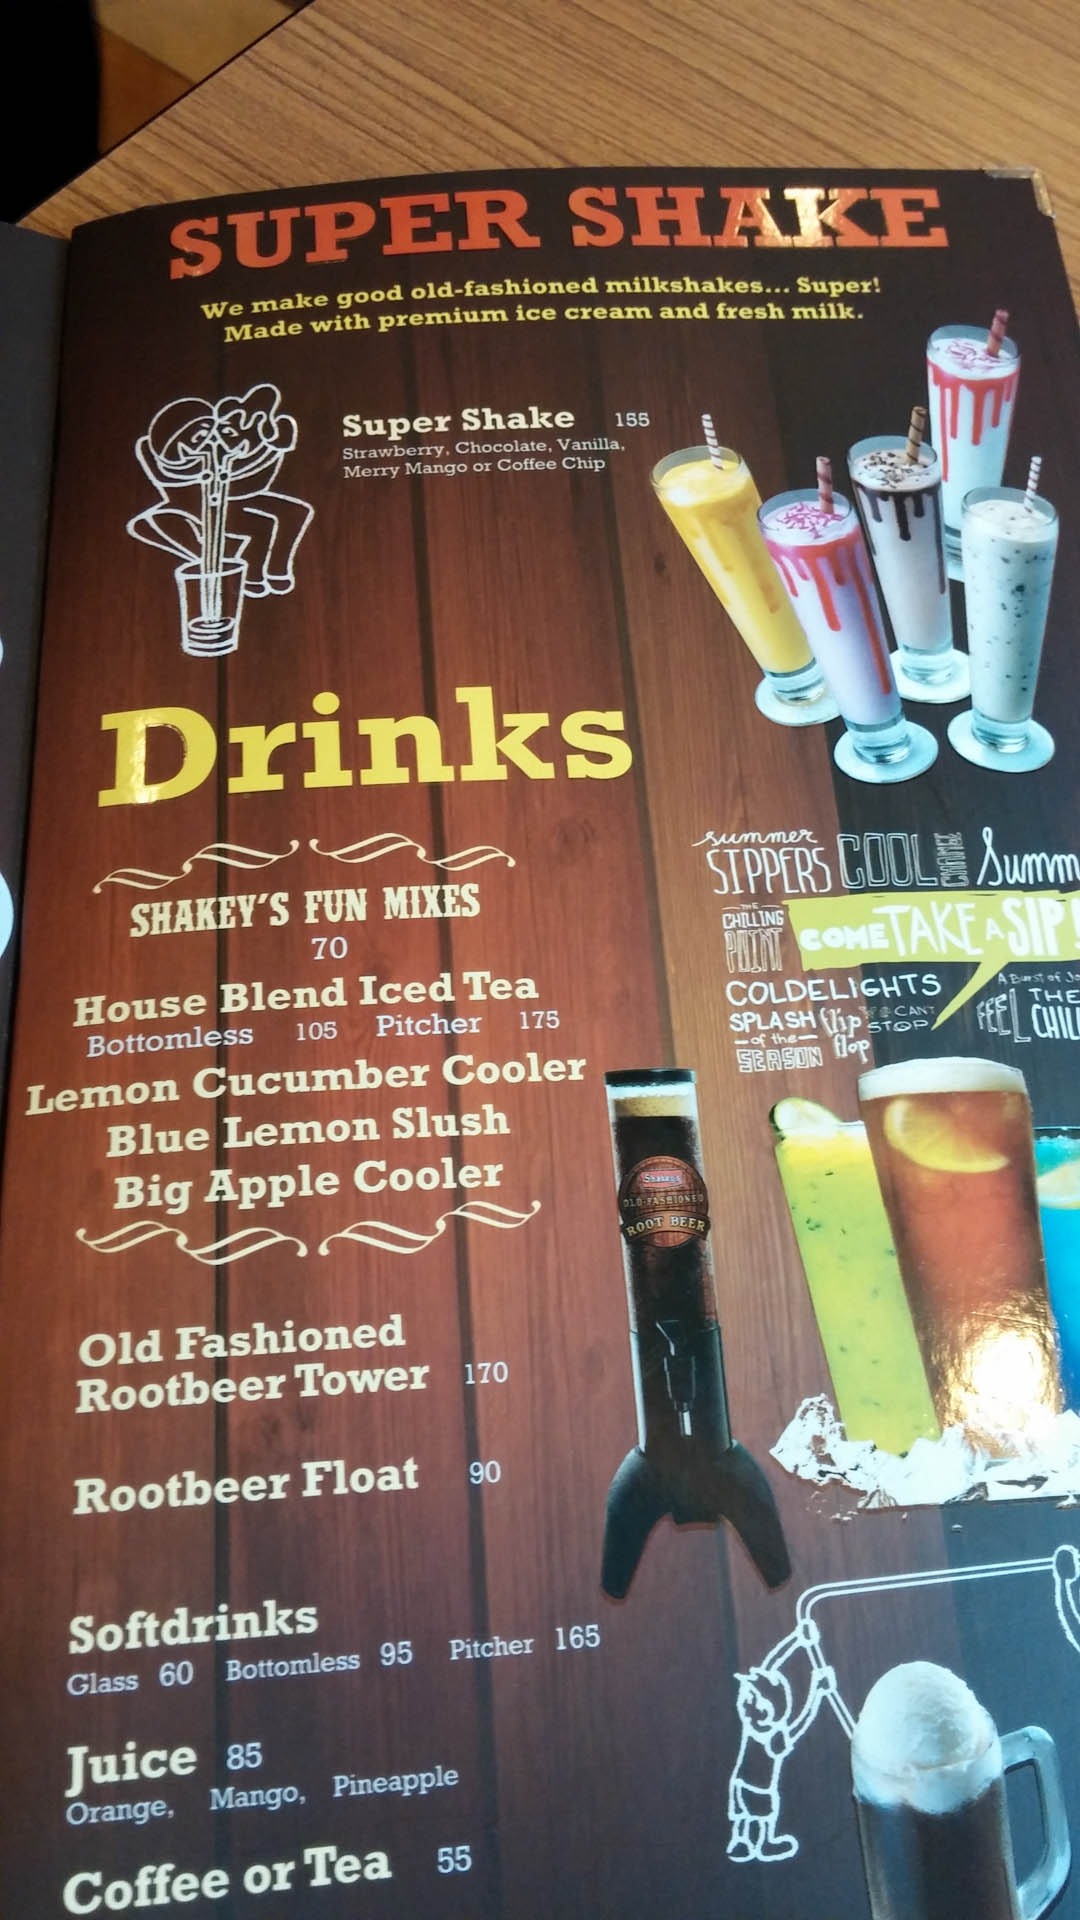 SUPER SHAKE
We make good old-fashioned milkshakes... Super!
Made with premium ice cream and fresh milk.
Super Shake 155
Strawberry, Chocolate, Vanilla,
Merry Mango or Coffee Chip
Drinks
SHAKEY'S FUN MIXES
70
House Blend Iced Tea
Bottomless 105 Pitcher 175
Lemon Cucumber Cooler
Blue Lemon Slush
Big Apple Cooler
Old Fashioned
Rootbeer Tower 170
Rootbeer Float 90
Softdrinks
Glass 60 Bottomless 95 Pitcher 165
Juice 85
Orange, Mango, Pineapple
Coffee or Tea 55
summer
SIPPERS
COOL
THE
CHILLING
POINT
COME TAKE A SIP!
COLDELIGHTS
SPLASH
of the
SEASON
flip
flop
CANT
STOP
FEEL THE
Shakey's
OLD-FASHIONED
ROOT BEER